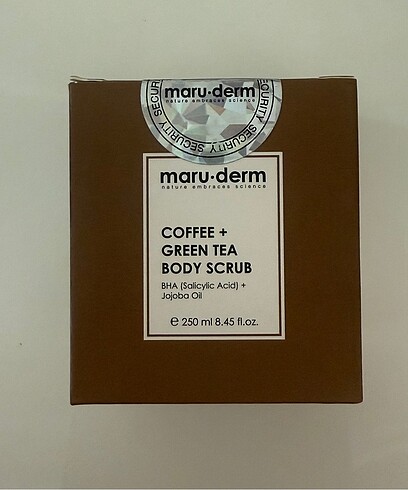 maru·derm
nature embraces science
SECURITY SECURITY SECURITY
maru·derm
nature embraces science
COFFEE +
GREEN TEA
BODY SCRUB
BHA (Salicylic Acid) +
Jojoba Oil
℮ 250 ml 8.45 fl.oz.